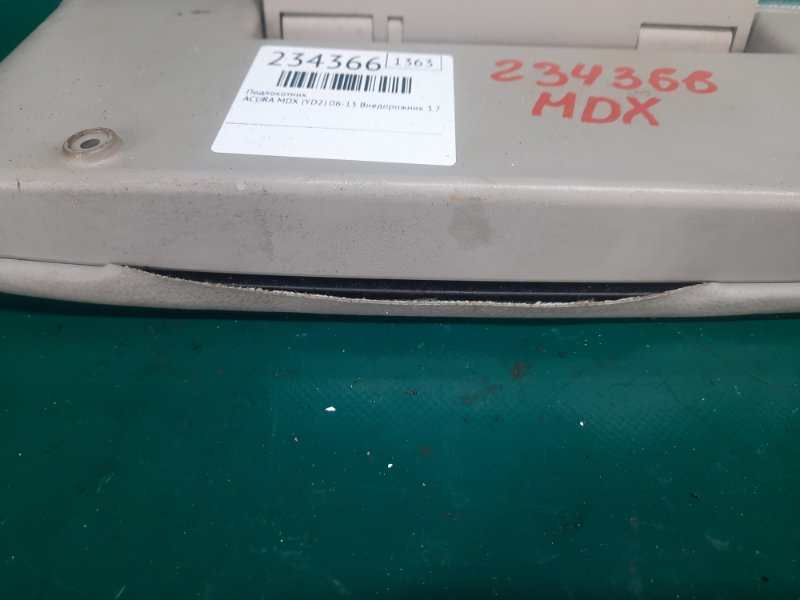 234366 1363
Подлокотник
ACURA MDX (YD2) 06-13 Внедорожник 3.7
234366
MDX